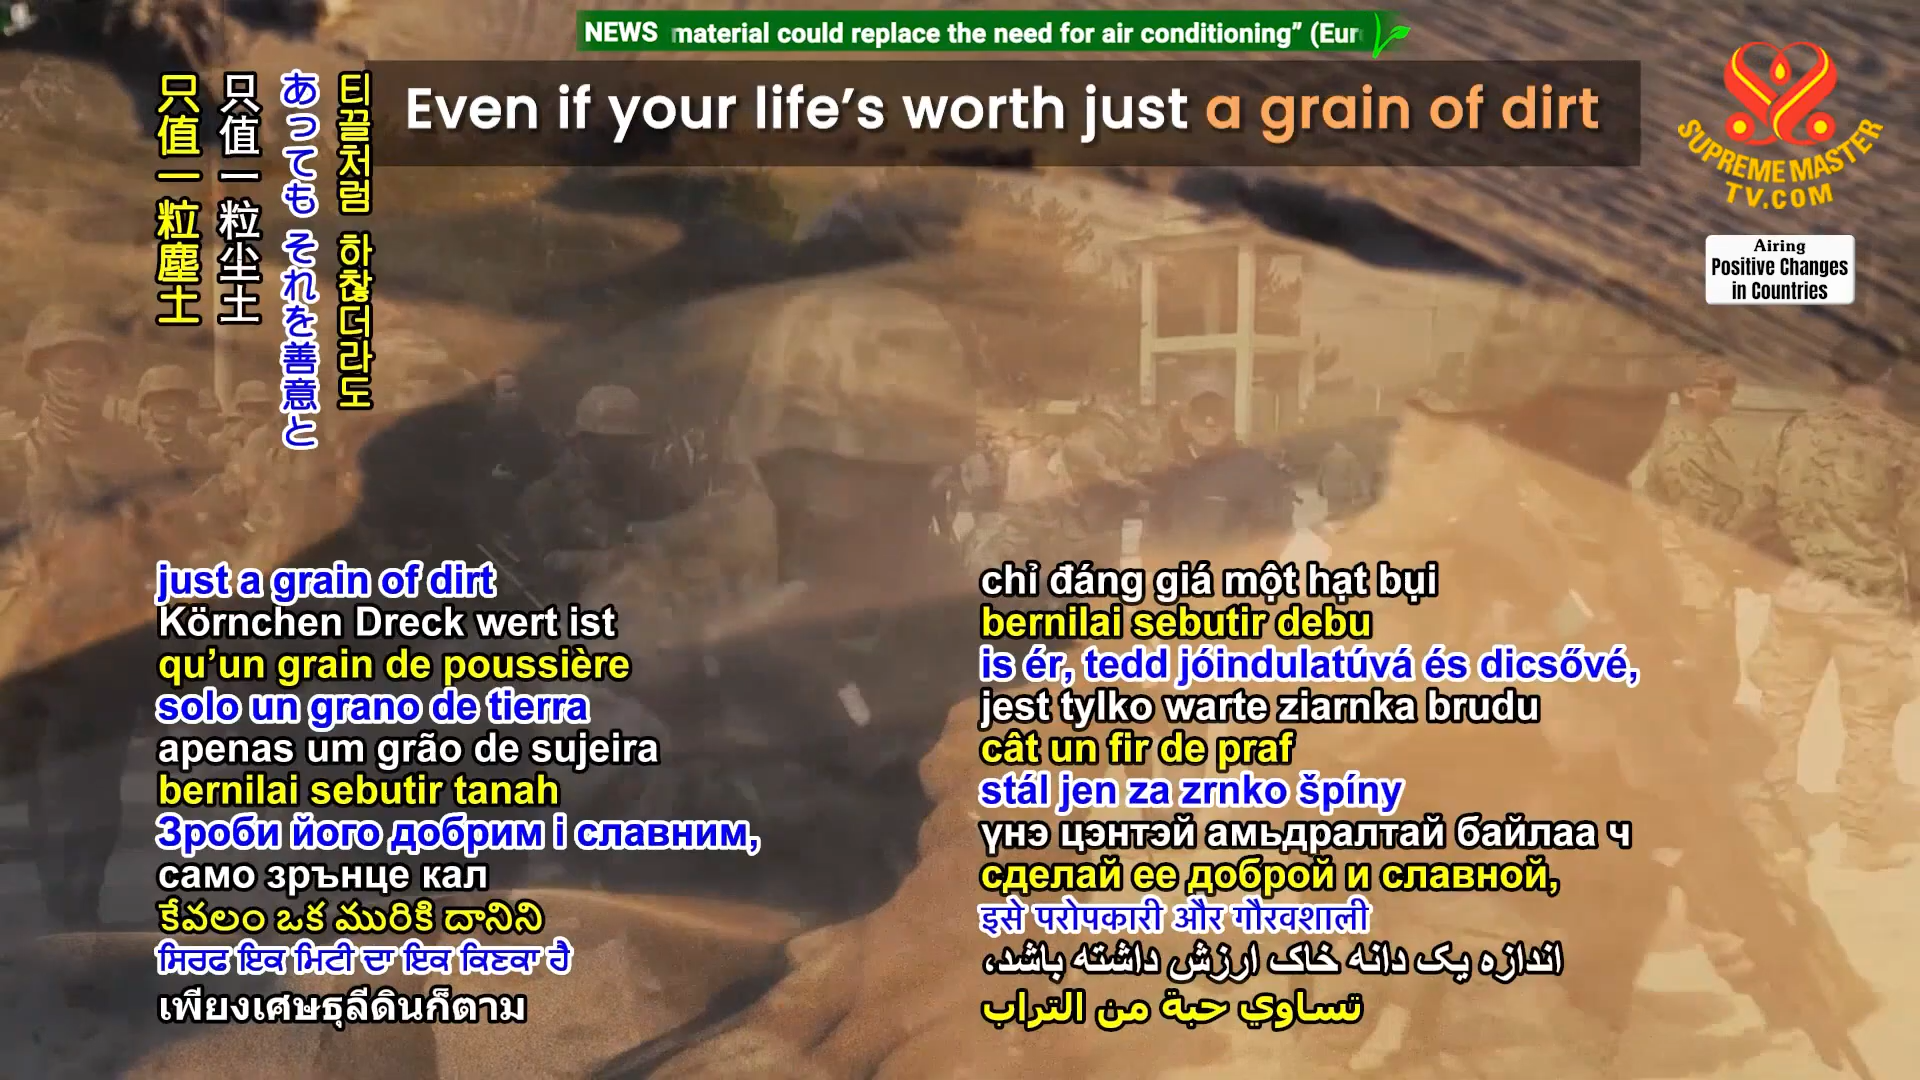 NEWS material could replace the need for air conditioning” (Eur
Even if your life’s worth just a grain of dirt
SUPREME MASTER
TV.COM
Airing
Positive Changes
in Countries
티끌처럼 하찮더라도
あっても それを善意と
只值一粒尘土
只值一粒塵土
just a grain of dirt
Körnchen Dreck wert ist
qu’un grain de poussière
solo un grano de tierra
apenas um grão de sujeira
bernilai sebutir tanah
Зроби його добрим і славним,
само зрънце кал
కేవలం ఒక మురికి దానిని
ਸਿਰਫ ਇਕ ਮਿਟੀ ਦਾ ਇਕ ਕਿਣਕਾ ਹੈ
เพียงเศษธุลีดินก็ตาม
chỉ đáng giá một hạt bụi
bernilai sebutir debu
is ér, tedd jóindulatúvá és dicsővé,
jest tylko warte ziarnka brudu
cât un fir de praf
stál jen za zrnko špíny
үнэ цэнтэй амьдралтай байлаа ч
сделай ее доброй и славной,
इसे परोपकारी और गौरवशाली
اندازه یک دانه خاک ارزش داشته باشد،
تساوي حبة من التراب